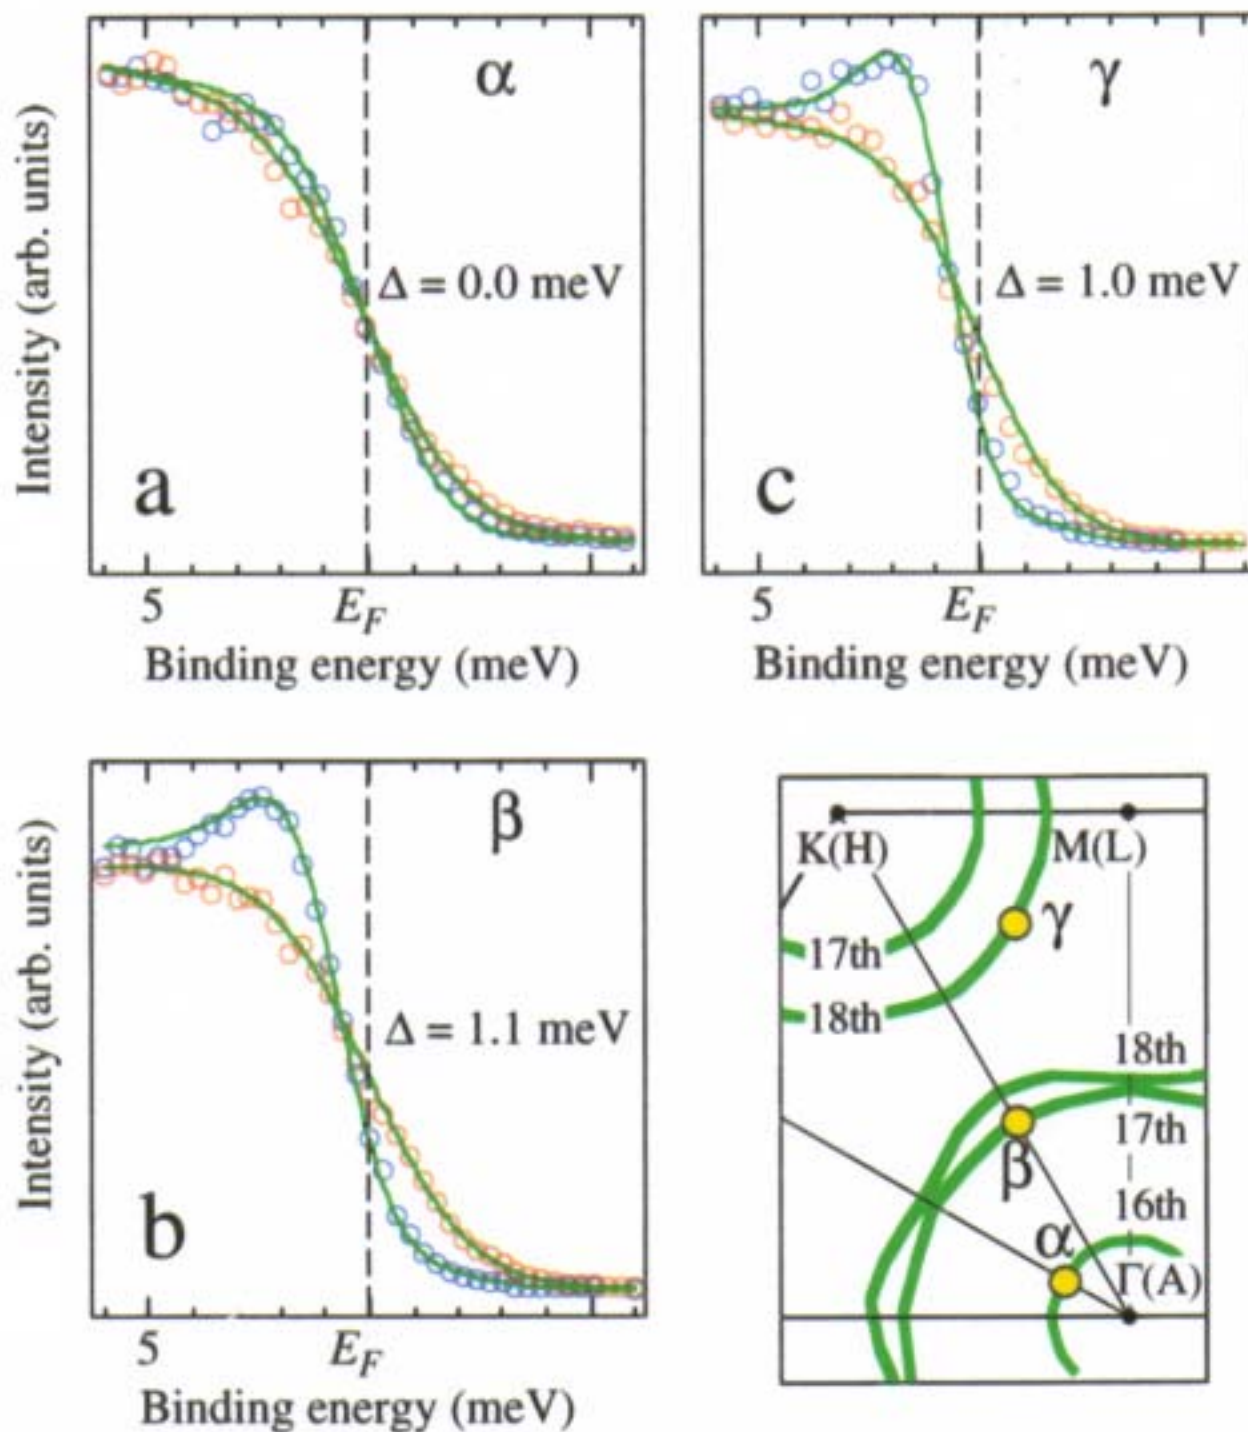 α
Δ = 0.0 meV
a
Intensity (arb. units)
5
E_F
Binding energy (meV)
γ
Δ = 1.0 meV
c
5
E_F
Binding energy (meV)
β
Δ = 1.1 meV
b
Intensity (arb. units)
5
E_F
Binding energy (meV)
K(H)
M(L)
γ
17th
18th
18th
17th
β
16th
α
Γ(A)